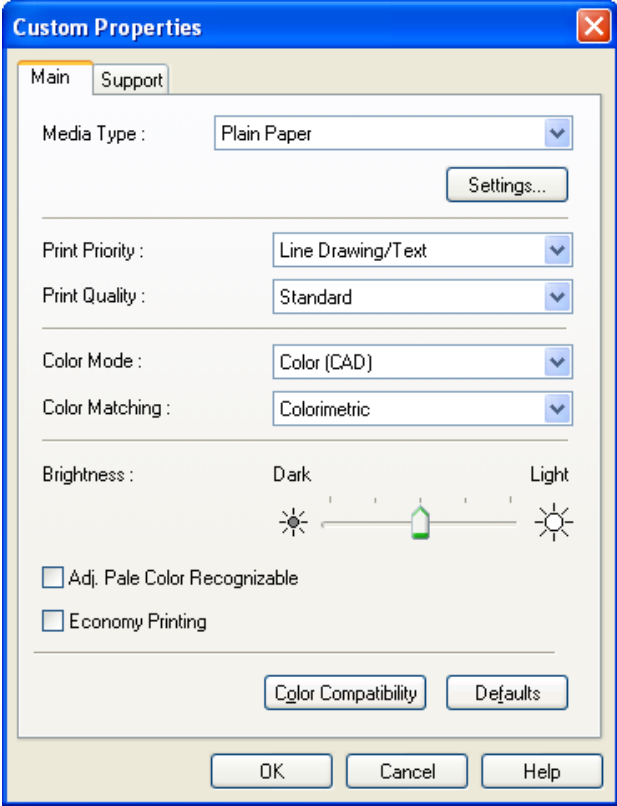 Custom Properties
Main Support
Media Type : Plain Paper
Settings...
Print Priority : Line Drawing/Text
Print Quality : Standard
Color Mode : Color (CAD)
Color Matching : Colorimetric
Brightness : Dark Light
Adj. Pale Color Recognizable
Economy Printing
Color Compatibility Defaults
OK Cancel Help